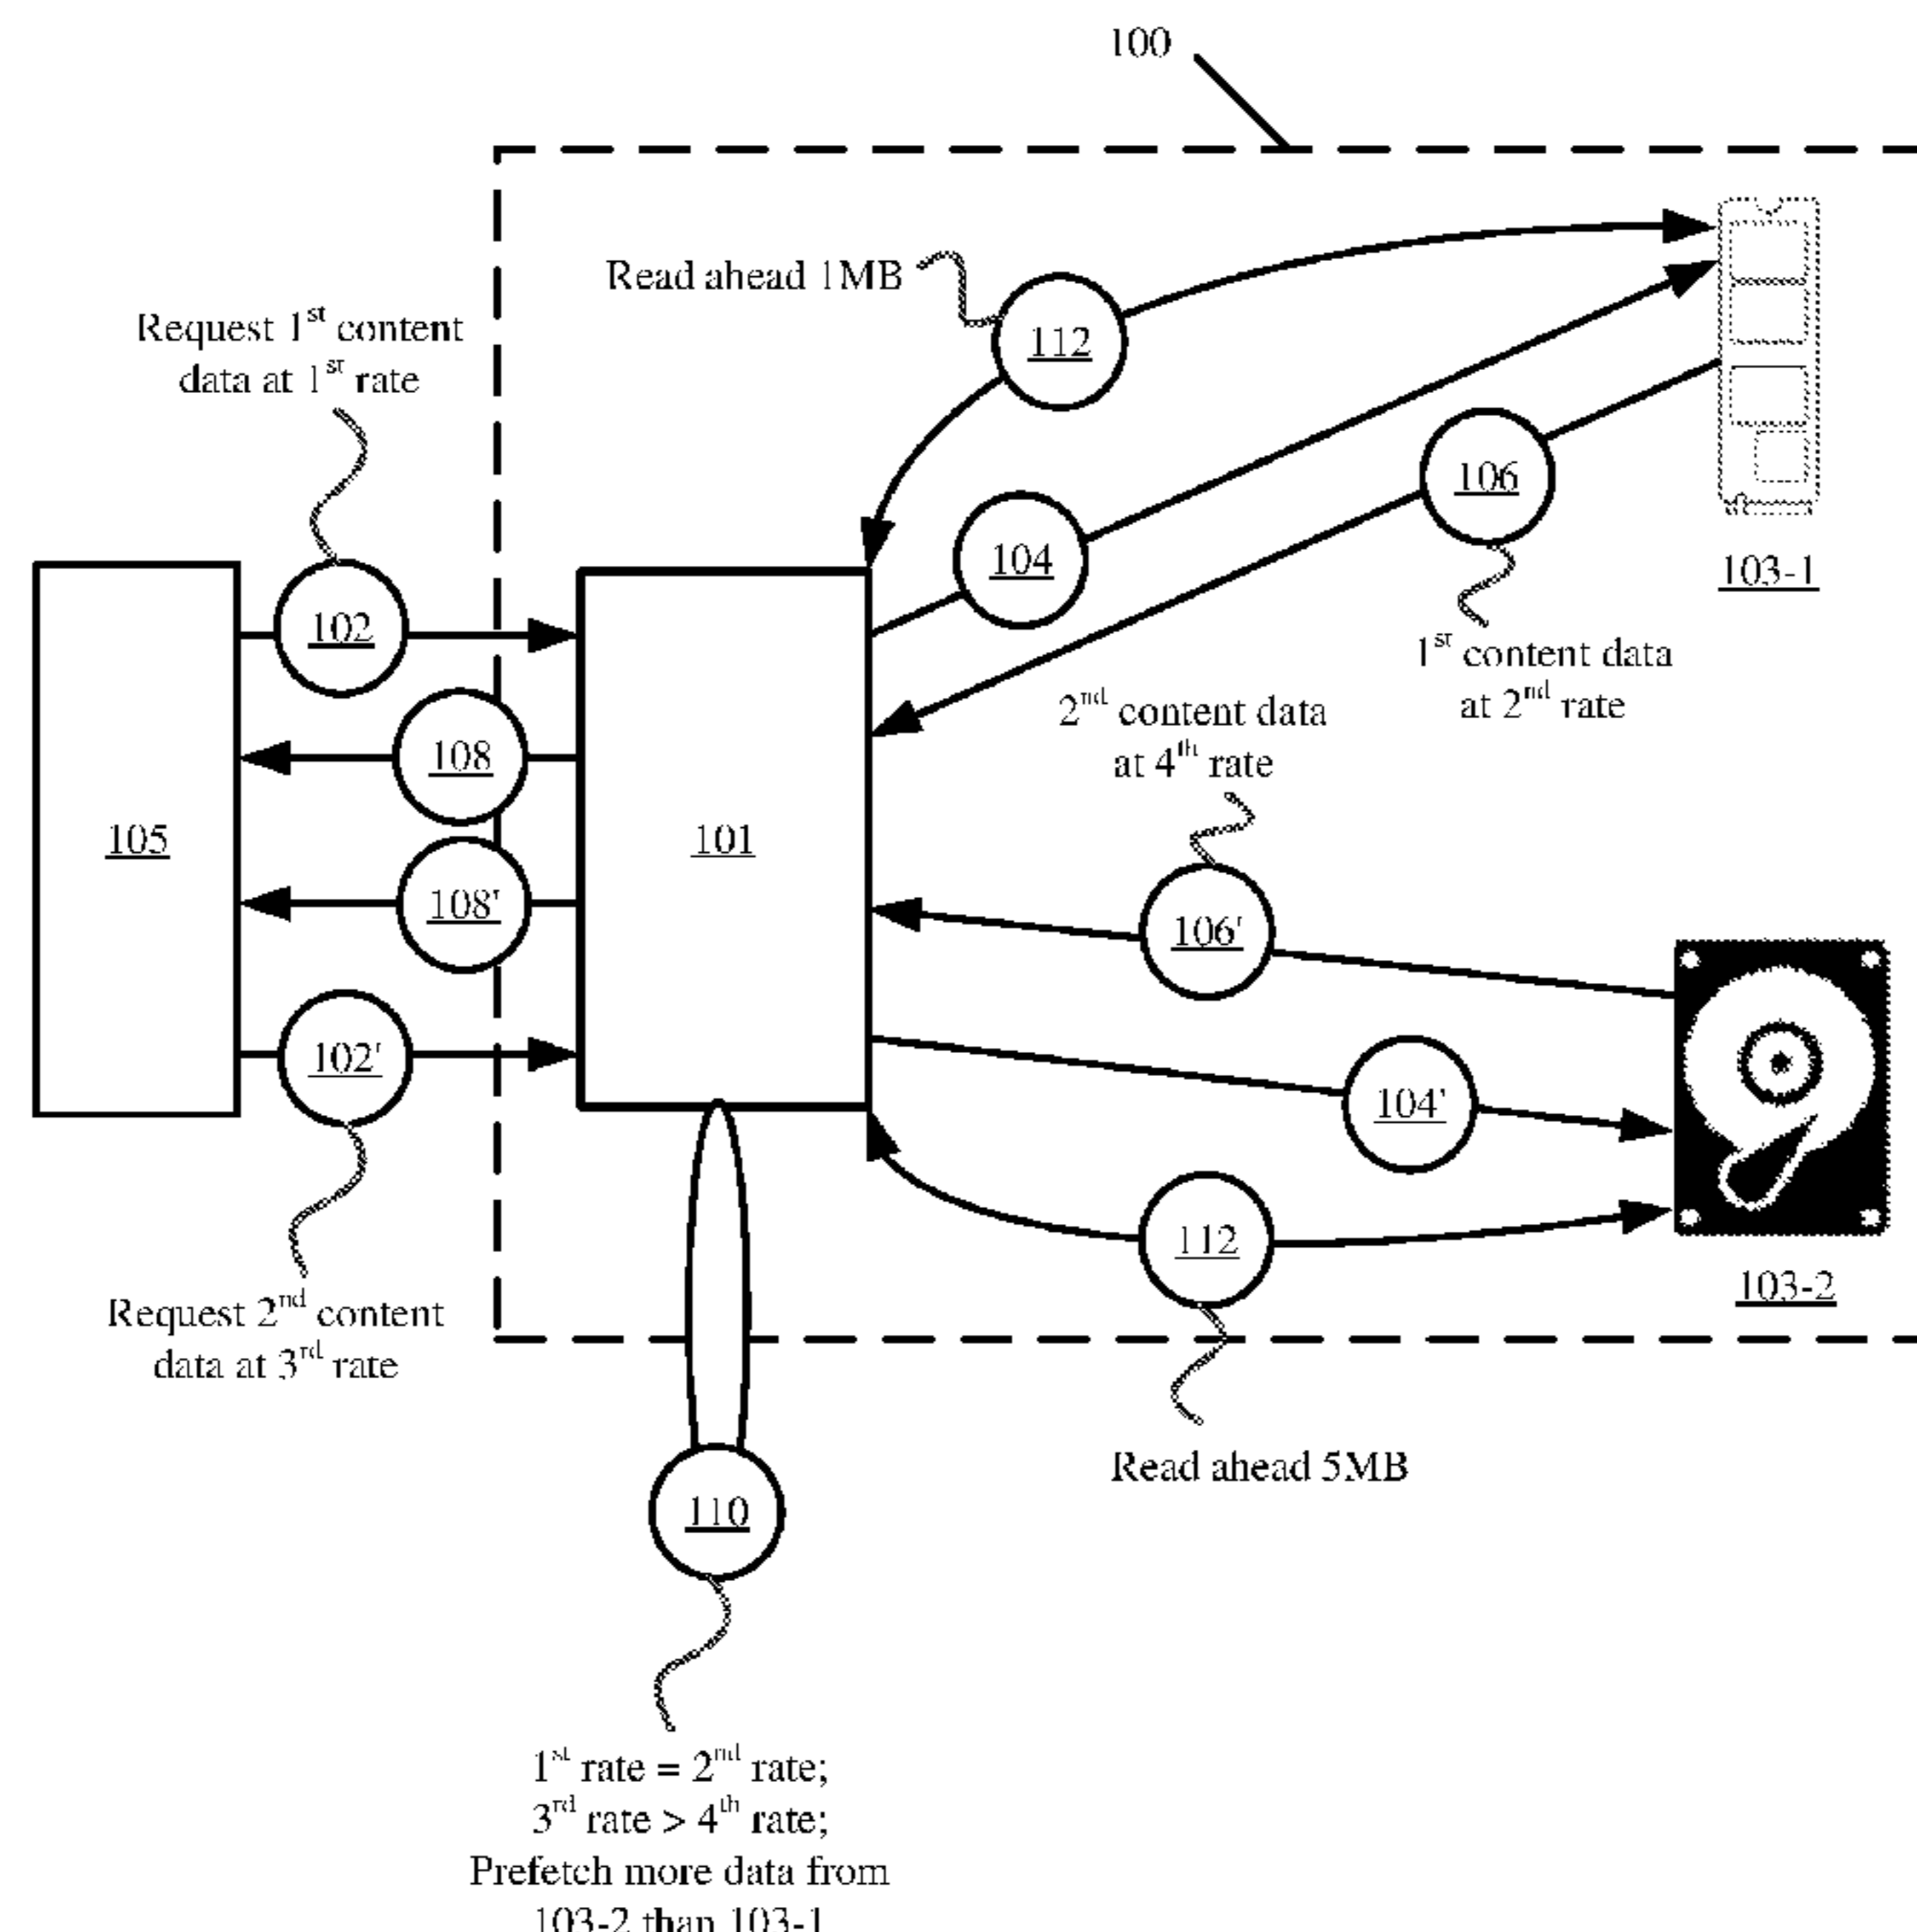 100
Read ahead 1MB
112
Request 1st content
data at 1st rate
106
104
103-1
102
1st content data
at 2nd rate
2nd content data
at 4th rate
108
105
101
108'
106'
102'
104'
112
103-2
Request 2nd content
data at 3rd rate
Read ahead 5MB
110
1st rate = 2nd rate;
3rd rate > 4th rate;
Prefetch more data from
103-2 than 103-1